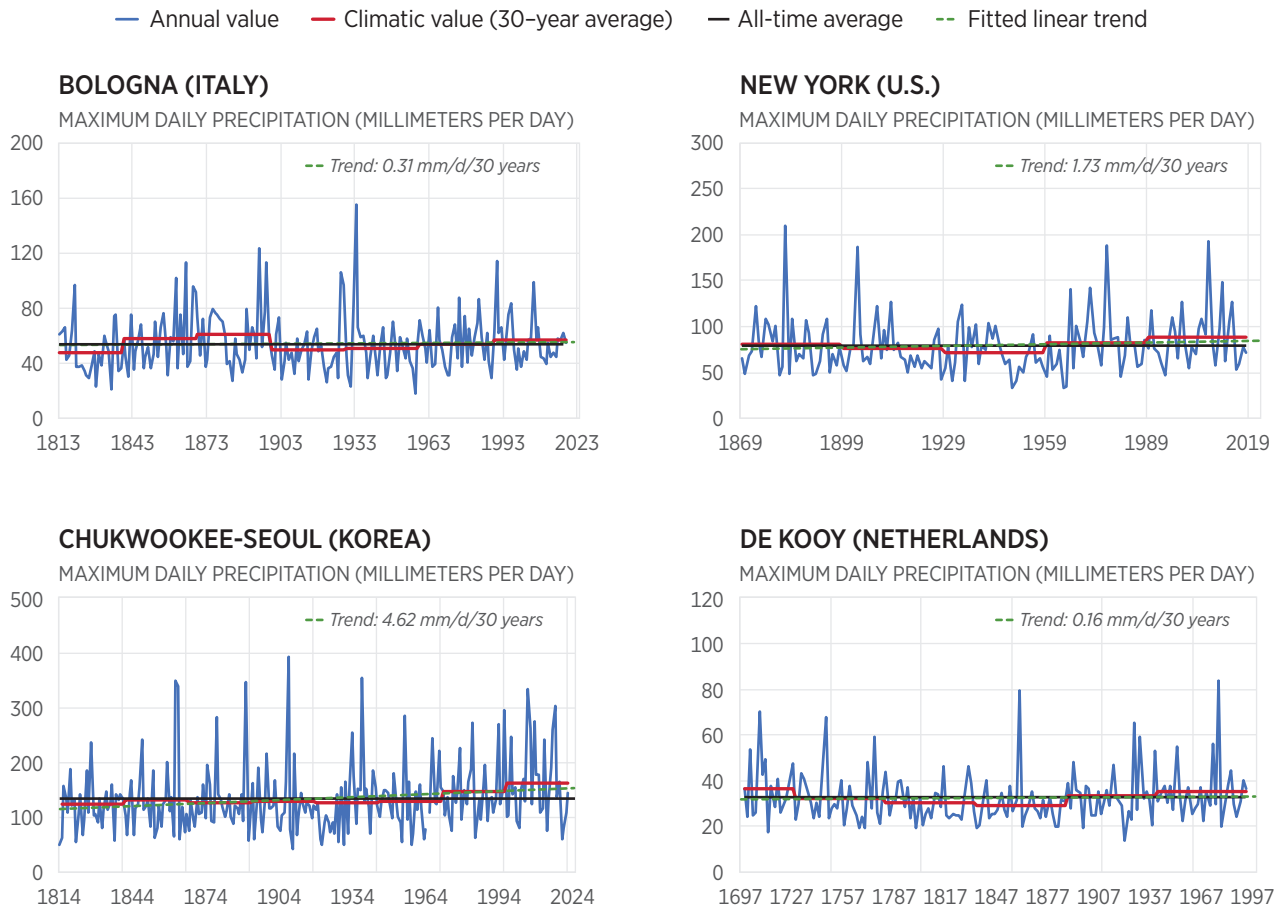 Annual value Climatic value (30–year average) All-time average Fitted linear trend
BOLOGNA (ITALY)
MAXIMUM DAILY PRECIPITATION (MILLIMETERS PER DAY)
Trend: 0.31 mm/d/30 years
200
160
120
80
40
0
1813 1843 1873 1903 1933 1963 1993 2023
NEW YORK (U.S.)
MAXIMUM DAILY PRECIPITATION (MILLIMETERS PER DAY)
Trend: 1.73 mm/d/30 years
300
250
200
150
100
50
0
1869 1899 1929 1959 1989 2019
CHUKWOOKEE-SEOUL (KOREA)
MAXIMUM DAILY PRECIPITATION (MILLIMETERS PER DAY)
Trend: 4.62 mm/d/30 years
500
400
300
200
100
0
1814 1844 1874 1904 1934 1964 1994 2024
DE KOOY (NETHERLANDS)
MAXIMUM DAILY PRECIPITATION (MILLIMETERS PER DAY)
Trend: 0.16 mm/d/30 years
120
100
80
60
40
20
0
1697 1727 1757 1787 1817 1847 1877 1907 1937 1967 1997